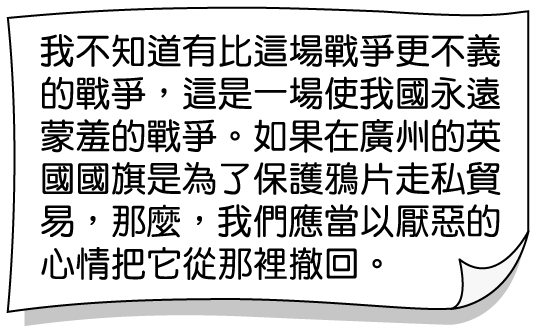 我不知道有比這場戰爭更不義
的戰爭，這是一場使我國永遠
蒙羞的戰爭。如果在廣州的英
國國旗是為了保護鴉片走私貿
易，那麼，我們應當以厭惡的
心情把它從那裡撤回。